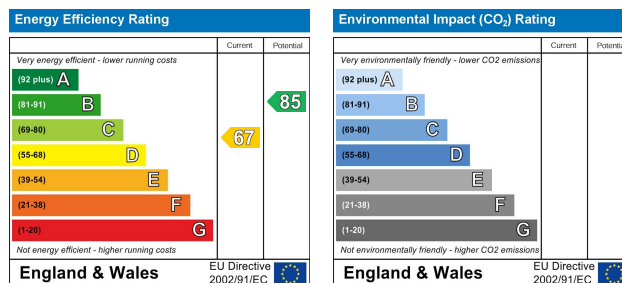 Energy Efficiency Rating
Current Potential
Very energy efficient - lower running costs
(92 plus) A
(81-91) B
85
(69-80) C
67
(55-68) D
(39-54) E
(21-38) F
(1-20) G
Not energy efficient - higher running costs
England & Wales
EU Directive
2002/91/EC
Environmental Impact (CO₂) Rating
Current Potential
Very environmentally friendly - lower CO2 emissions
(92 plus) A
(81-91) B
(69-80) C
(55-68) D
(39-54) E
(21-38) F
(1-20) G
Not environmentally friendly - higher CO2 emissions
England & Wales
EU Directive
2002/91/EC